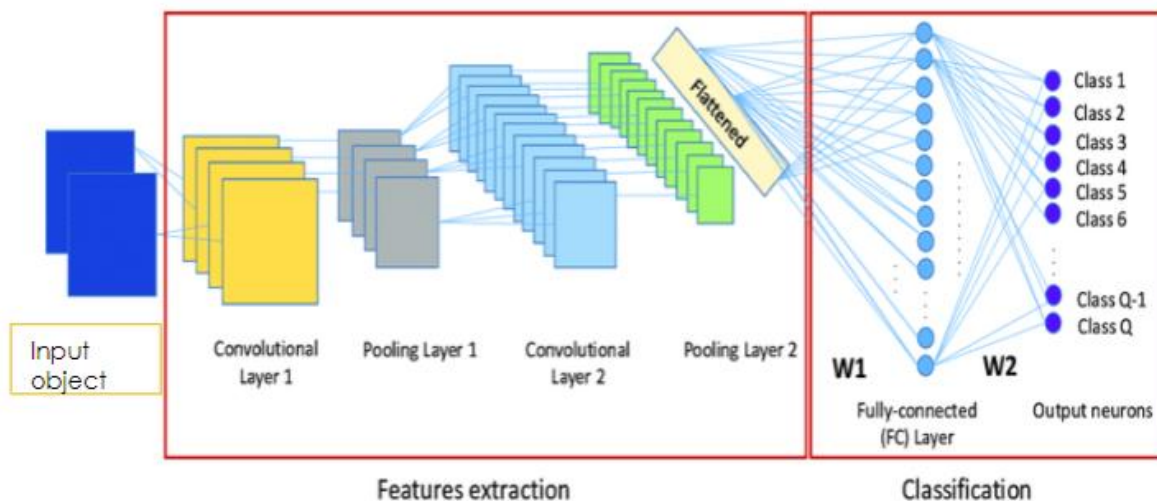 Flattened
Class 1
Class 2
Class 3
Class 4
Class 5
Class 6
Class Q-1
Class Q
Input
object
Convolutional
Layer 1
Pooling Layer 1
Convolutional
Layer 2
Pooling Layer 2
W1
W2
Fully-connected
(FC) Layer
Output neurons
Features extraction
Classification